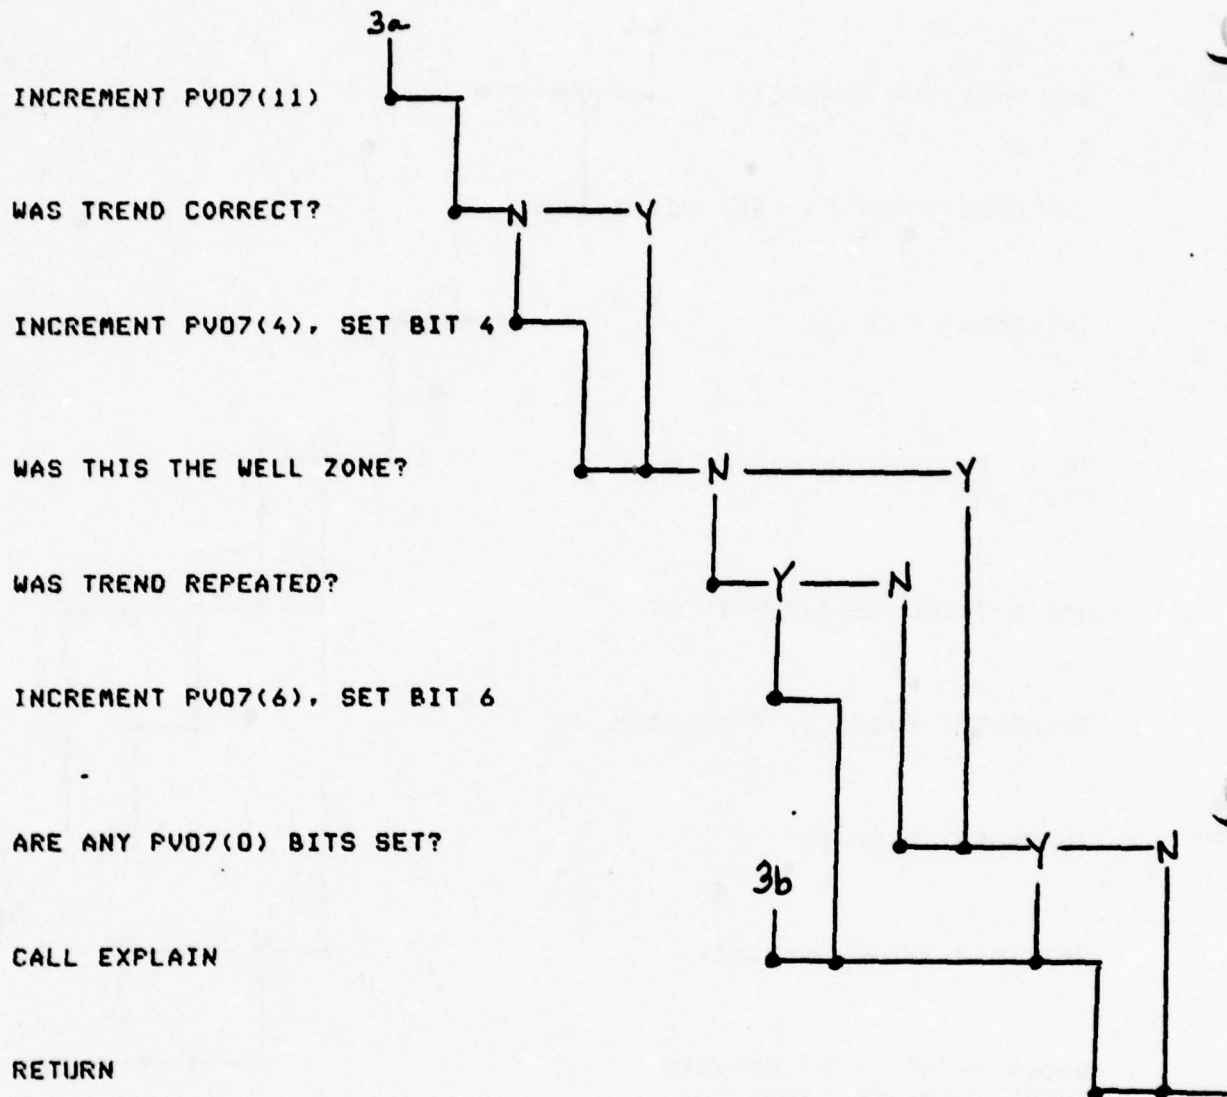 3a
INCREMENT PV07(11)
WAS TREND CORRECT? N Y
INCREMENT PV07(4), SET BIT 4
WAS THIS THE WELL ZONE? N Y
WAS TREND REPEATED? Y N
INCREMENT PV07(6), SET BIT 6
ARE ANY PV07(0) BITS SET? Y N
3b
CALL EXPLAIN
RETURN